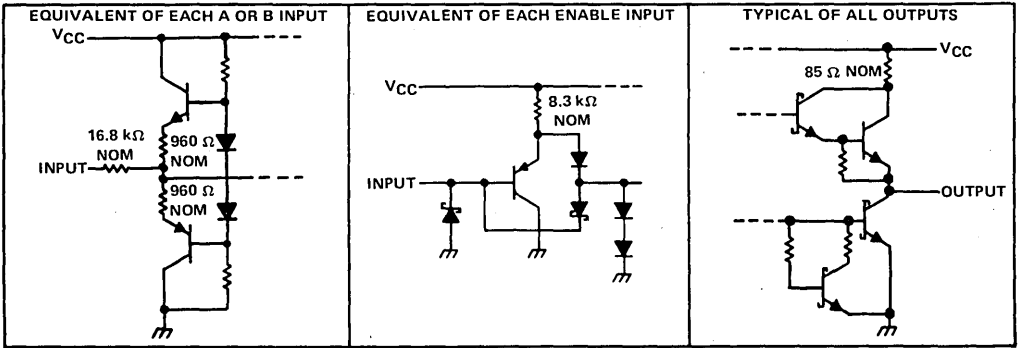 EQUIVALENT OF EACH A OR B INPUT
VCC
16.8 kΩ
NOM
960 Ω
NOM
INPUT
960 Ω
NOM
EQUIVALENT OF EACH ENABLE INPUT
VCC
8.3 kΩ
NOM
INPUT
TYPICAL OF ALL OUTPUTS
VCC
85 Ω NOM
OUTPUT